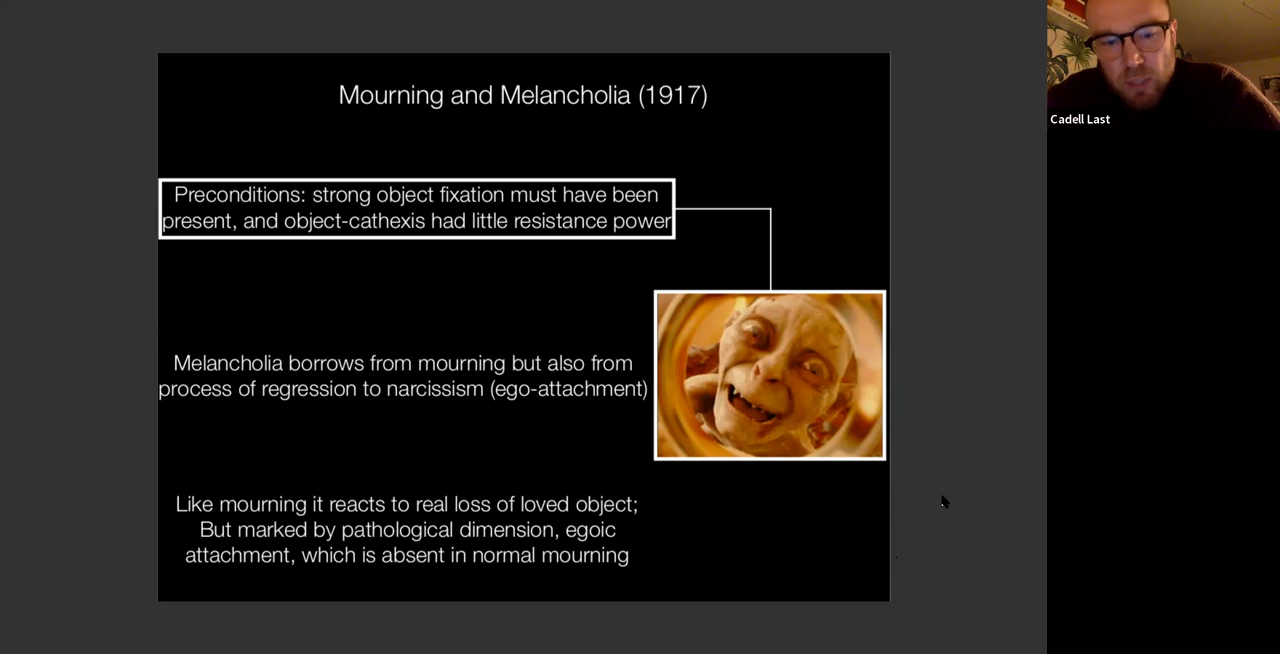 Mourning and Melancholia (1917)
Preconditions: strong object fixation must have been
present, and object-cathexis had little resistance power
Melancholia borrows from mourning but also from
process of regression to narcissism (ego-attachment)
Like mourning it reacts to real loss of loved object;
But marked by pathological dimension, egoic
attachment, which is absent in normal mourning
Cadell Last